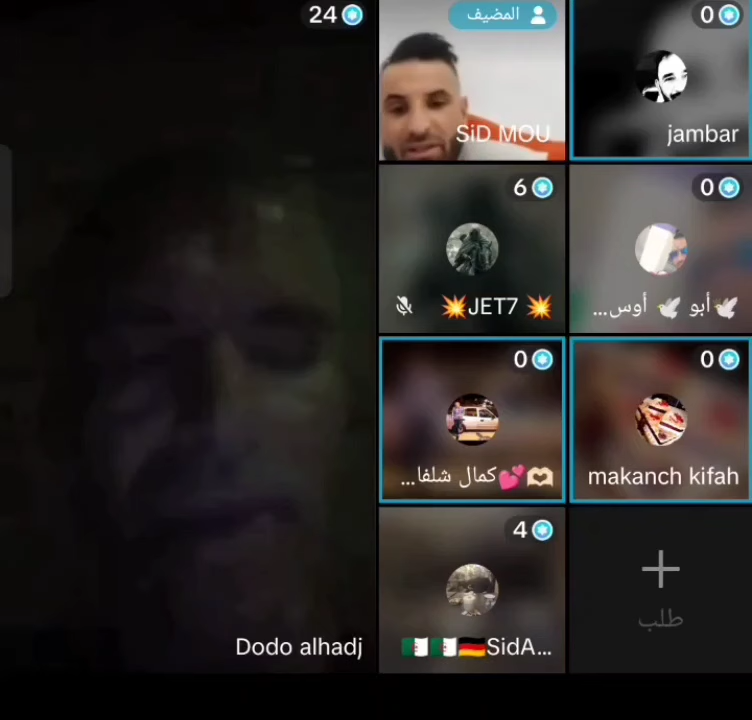 24
المضيف
SiD MOU
0
jambar
6
💥JET7 💥
0
🕊️أبو 🕊️ أوس...
0
🫶💕كمال شلفا...
0
makanch kifah
4
🇩🇿🇩🇿🇩🇪SidA...
طلب
Dodo alhadj